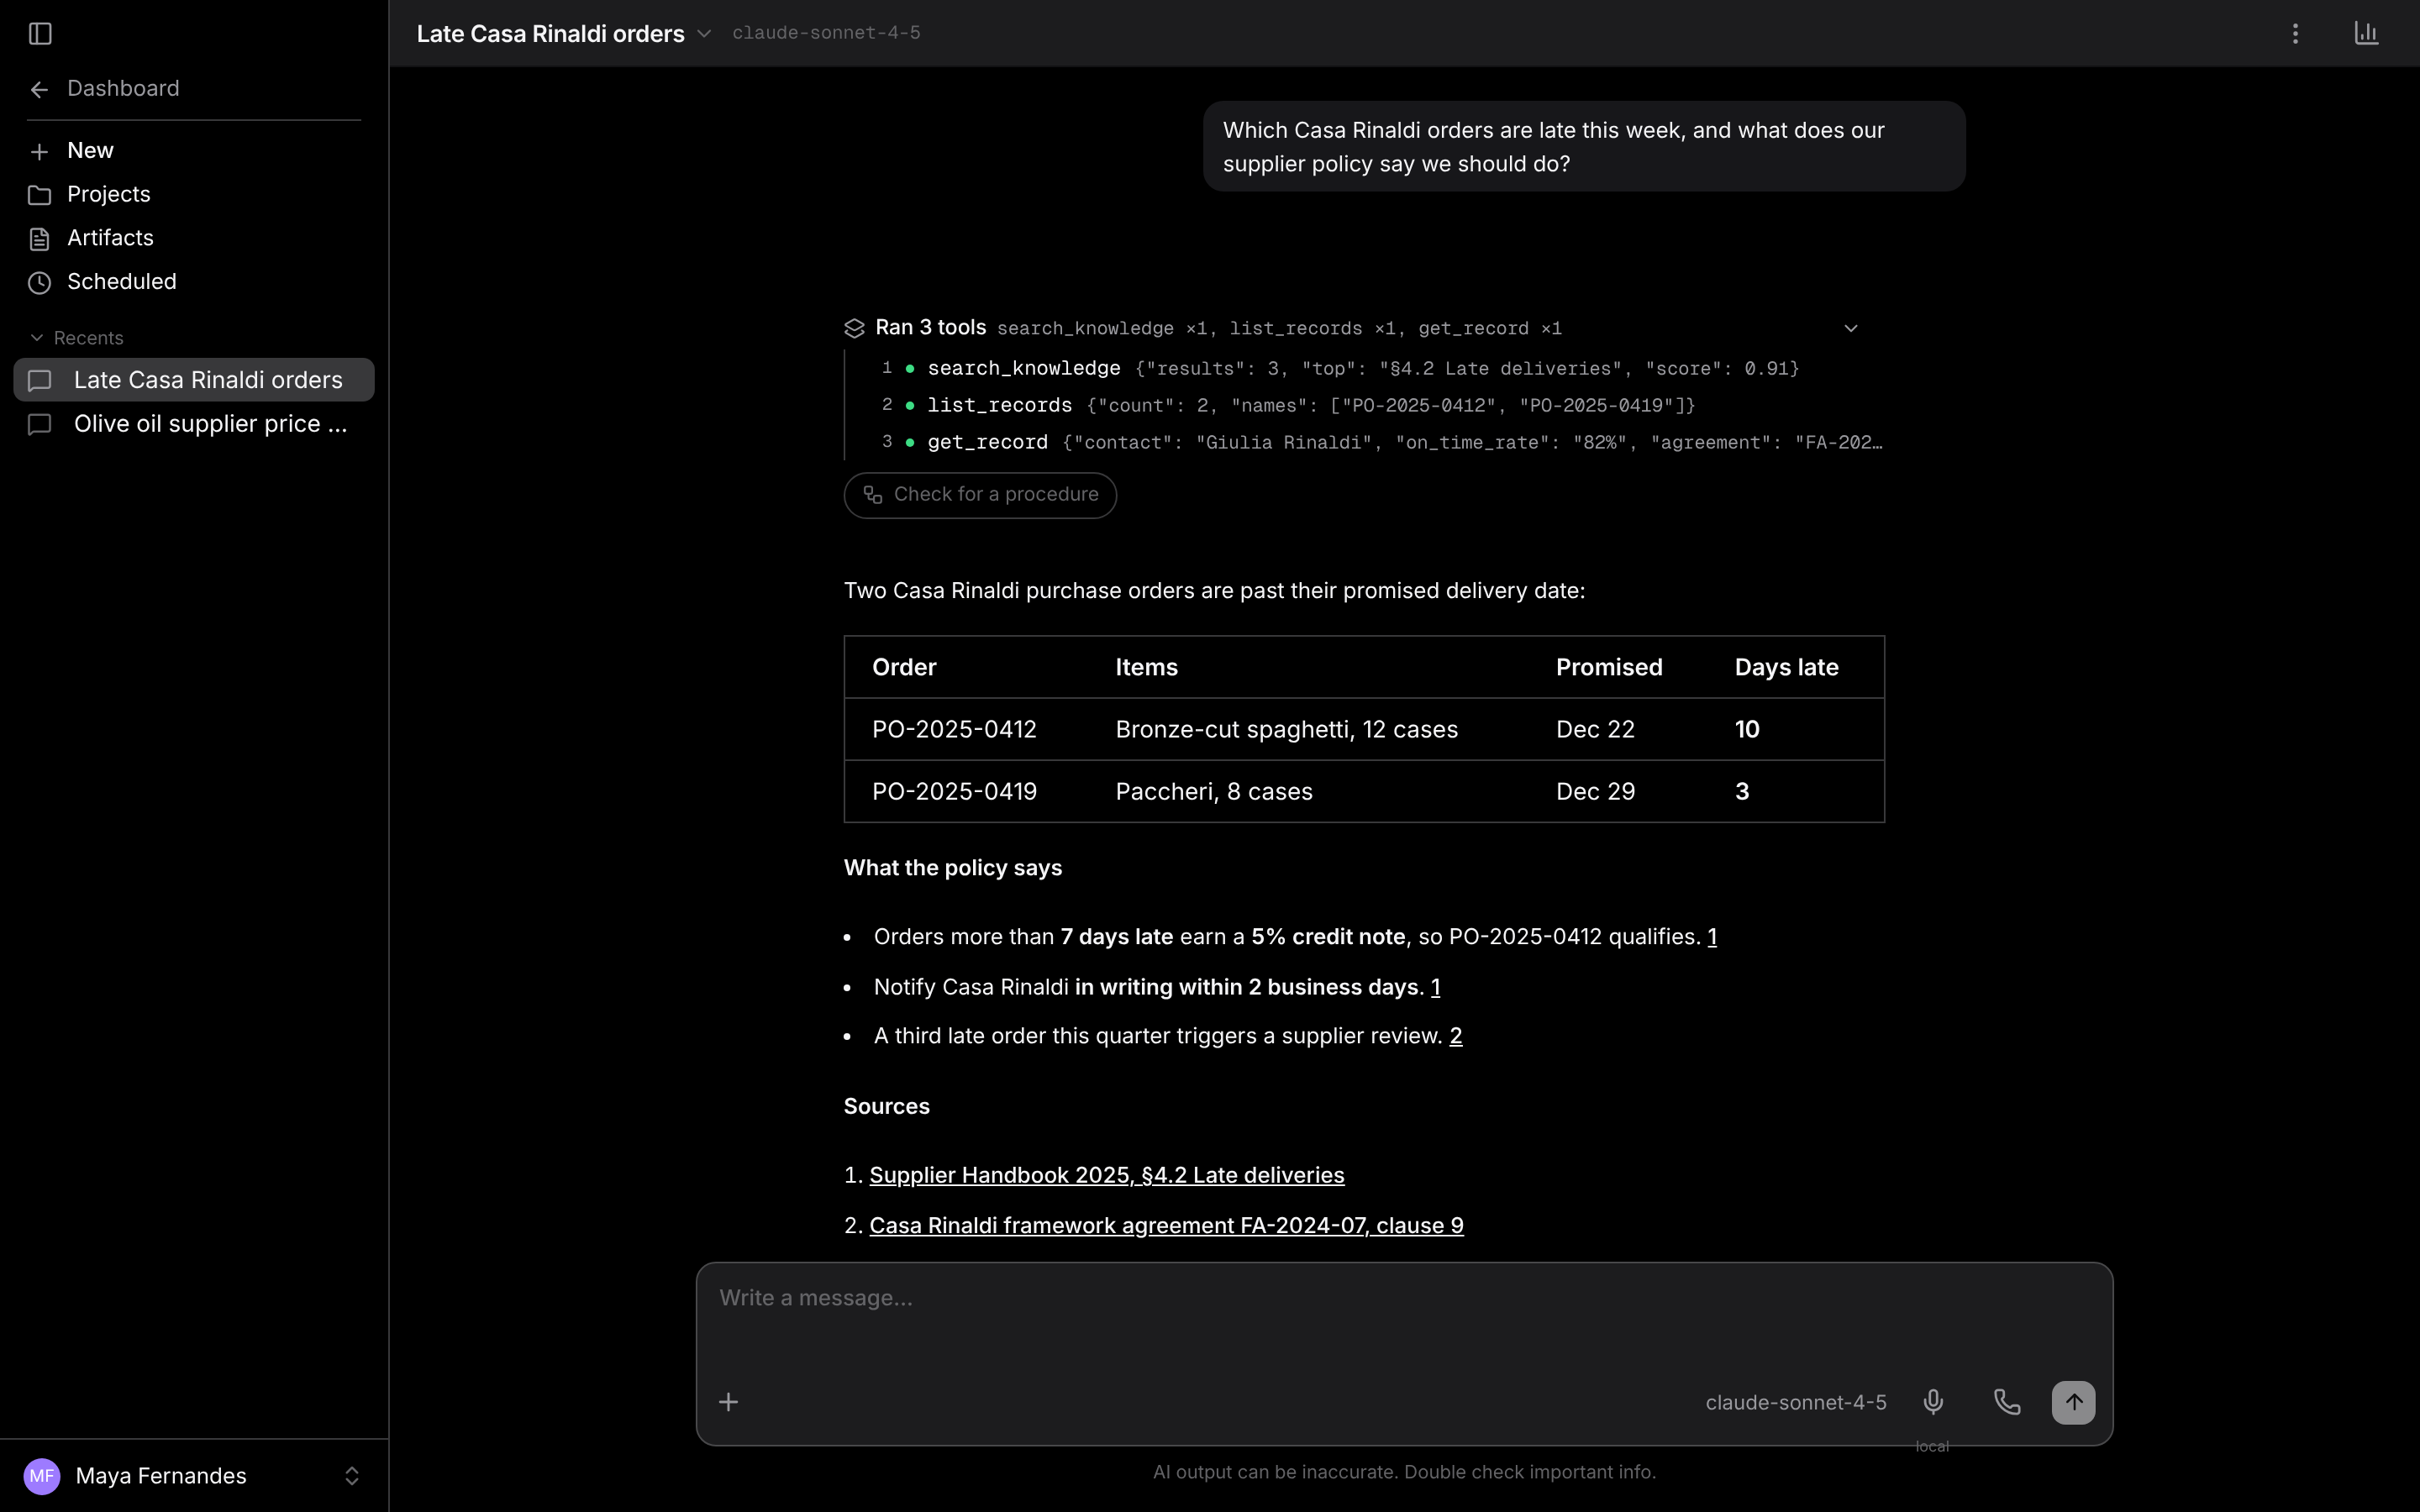 Dashboard
New
Projects
Artifacts
Scheduled
Recents
Late Casa Rinaldi orders
Olive oil supplier price ...
MF Maya Fernandes
Late Casa Rinaldi orders claude-sonnet-4-5
Which Casa Rinaldi orders are late this week, and what does our
supplier policy say we should do?
Ran 3 tools search_knowledge ×1, list_records ×1, get_record ×1
1 search_knowledge {"results": 3, "top": "§4.2 Late deliveries", "score": 0.91}
2 list_records {"count": 2, "names": ["PO-2025-0412", "PO-2025-0419"]}
3 get_record {"contact": "Giulia Rinaldi", "on_time_rate": "82%", "agreement": "FA-202…
Check for a procedure
Two Casa Rinaldi purchase orders are past their promised delivery date:
Order Items Promised Days late
PO-2025-0412 Bronze-cut spaghetti, 12 cases Dec 22 10
PO-2025-0419 Paccheri, 8 cases Dec 29 3
What the policy says
• Orders more than 7 days late earn a 5% credit note, so PO-2025-0412 qualifies. 1
• Notify Casa Rinaldi in writing within 2 business days. 1
• A third late order this quarter triggers a supplier review. 2
Sources
1. Supplier Handbook 2025, §4.2 Late deliveries
2. Casa Rinaldi framework agreement FA-2024-07, clause 9
Write a message...
claude-sonnet-4-5
local
AI output can be inaccurate. Double check important info.